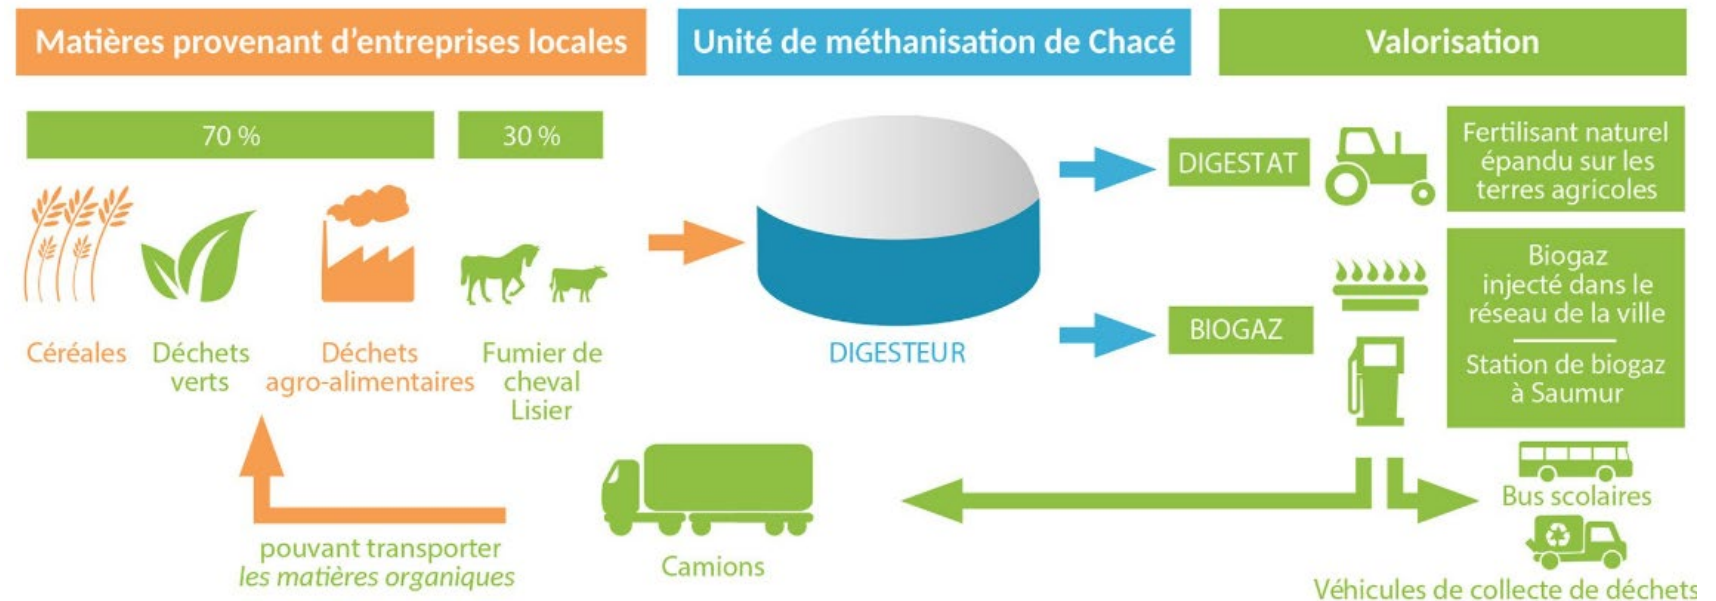 Matières provenant d'entreprises locales
Unité de méthanisation de Chacé
Valorisation
70 %
30 %
Céréales
Déchets
verts
Déchets
agro-alimentaires
Fumier de
cheval
Lisier
DIGESTEUR
DIGESTAT
Fertilisant naturel
épandu sur les
terres agricoles
BIOGAZ
Biogaz
injecté dans le
réseau de la ville
Station de biogaz
à Saumur
Bus scolaires
Véhicules de collecte de déchets
Camions
pouvant transporter
les matières organiques